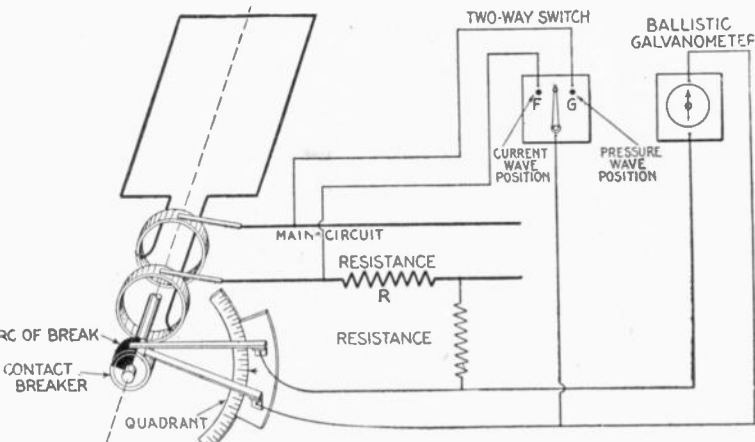 TWO-WAY SWITCH
BALLISTIC
GALVANOMETER
F
G
CURRENT
WAVE
POSITION
PRESSURE
WAVE
POSITION
MAIN CIRCUIT
RESISTANCE
R
RESISTANCE
RC OF BREAK
CONTACT
BREAKER
QUADRANT